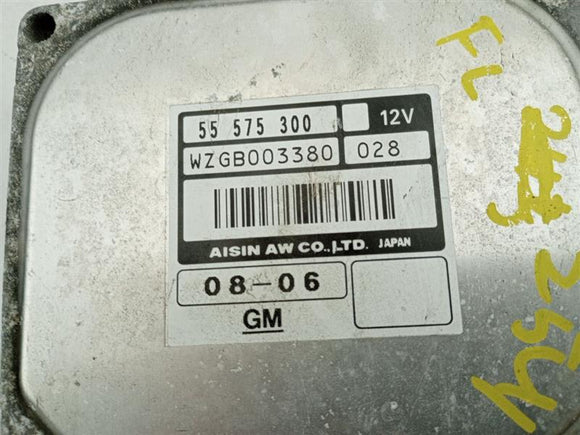 55 575 300 12V
WZGB003380 028
AISIN AW CO.,LTD. JAPAN
08-06
GM
FL